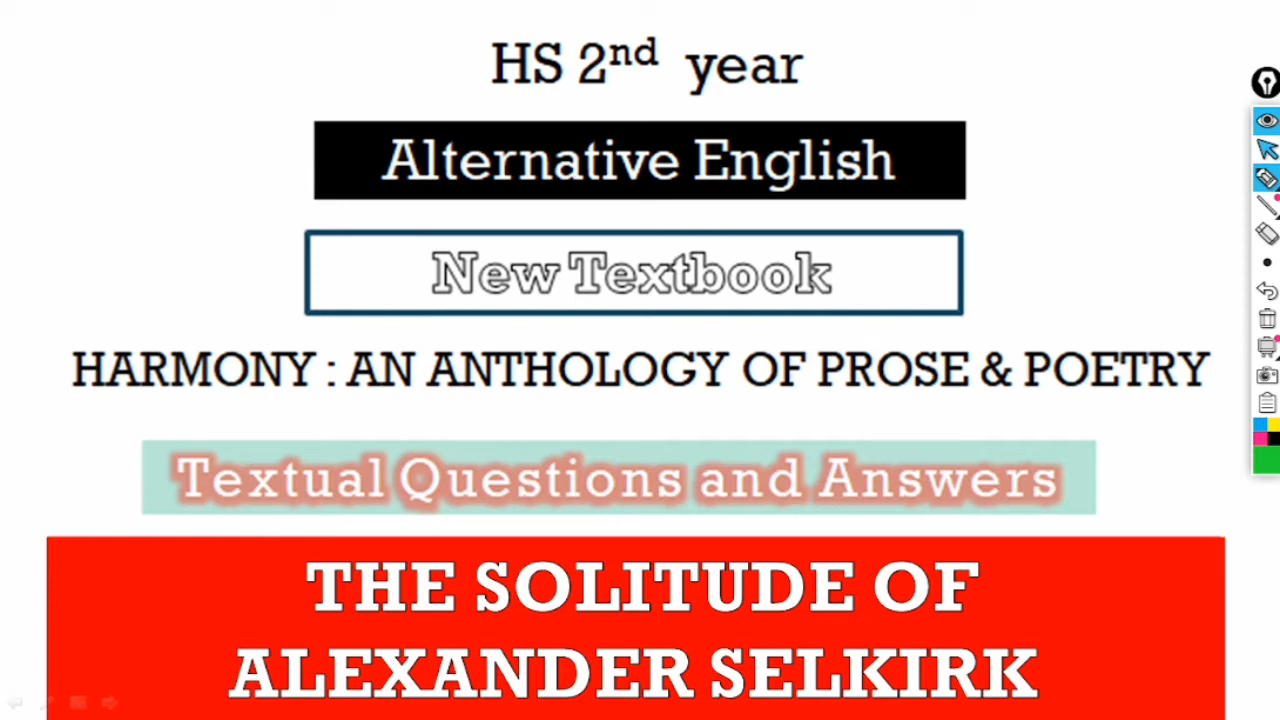 HS 2nd year
Alternative English
New Textbook
HARMONY : AN ANTHOLOGY OF PROSE & POETRY
Textual Questions and Answers
THE SOLITUDE OF
ALEXANDER SELKIRK